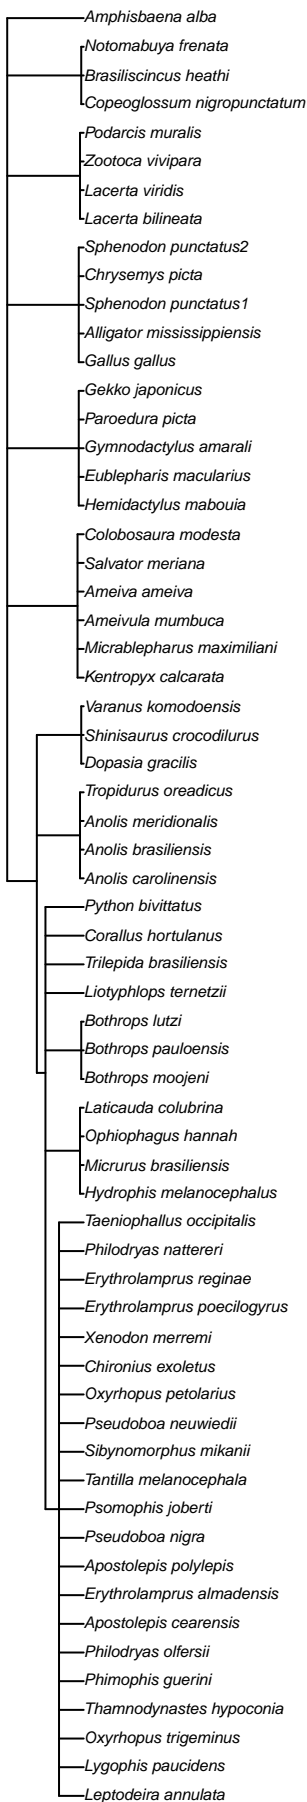 Amphisbaena alba
Notomabuya frenata
Brasiliscincus heathi
Copeoglossum nigropunctatum
Podarcis muralis
Zootoca vivipara
Lacerta viridis
Lacerta bilineata
Sphenodon punctatus2
Chrysemys picta
Sphenodon punctatus1
Alligator mississippiensis
Gallus gallus
Gekko japonicus
Paroedura picta
Gymnodactylus amarali
Eublepharis macularius
Hemidactylus mabouia
Colobosaura modesta
Salvator meriana
Ameiva ameiva
Ameivula mumbuca
Micrablepharus maximiliani
Kentropyx calcarata
Varanus komodoensis
Shinisaurus crocodilurus
Dopasia gracilis
Tropidurus oreadicus
Anolis meridionalis
Anolis brasiliensis
Anolis carolinensis
Python bivittatus
Corallus hortulanus
Trilepida brasiliensis
Liotyphlops ternetzii
Bothrops lutzi
Bothrops pauloensis
Bothrops moojeni
Laticauda colubrina
Ophiophagus hannah
Micrurus brasiliensis
Hydrophis melanocephalus
Taeniophallus occipitalis
Philodryas nattereri
Erythrolamprus reginae
Erythrolamprus poecilogyrus
Xenodon merremi
Chironius exoletus
Oxyrhopus petolarius
Pseudoboa neuwiedii
Sibynomorphus mikanii
Tantilla melanocephala
Psomophis joberti
Pseudoboa nigra
Apostolepis polylepis
Erythrolamprus almadensis
Apostolepis cearensis
Philodryas olfersii
Phimophis guerini
Thamnodynastes hypoconia
Oxyrhopus trigeminus
Lygophis paucidens
Leptodeira annulata